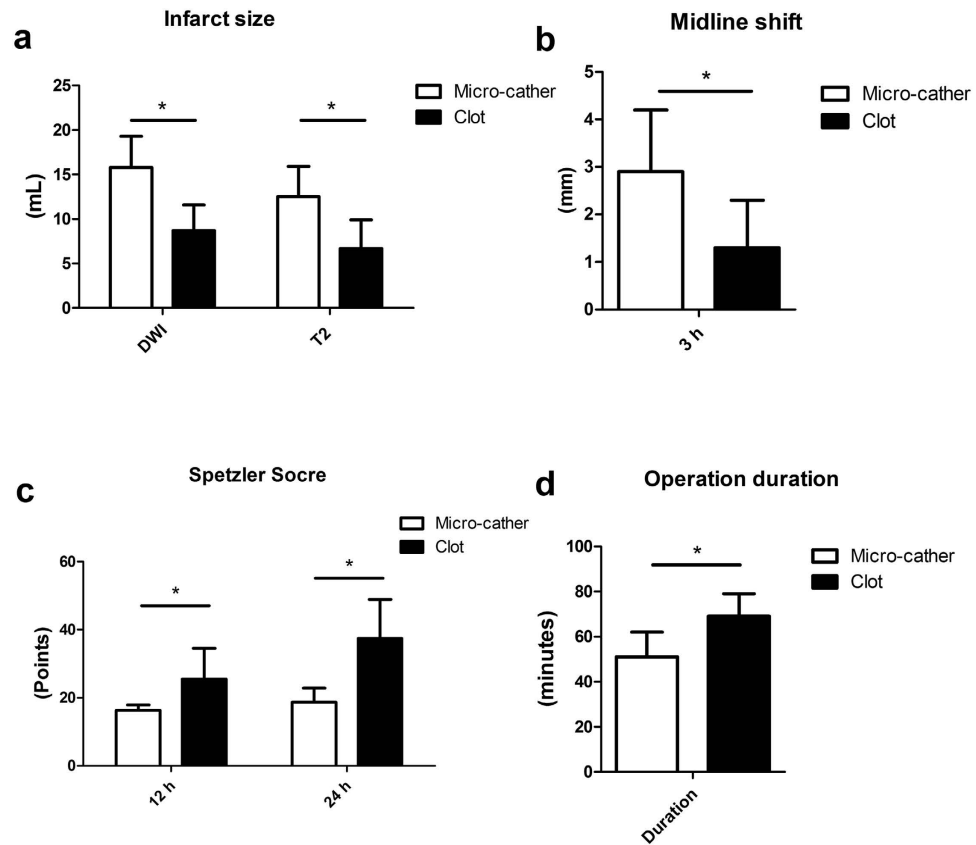 a
Infarct size
(mL)
25
20
15
10
5
0
*
*
Micro-cather
Clot
DWI
T2
b
Midline shift
(mm)
5
4
3
2
1
0
*
Micro-cather
Clot
3 h
c
Spetzler Socre
(Points)
60
40
20
0
*
*
Micro-cather
Clot
12 h
24 h
d
Operation duration
(minutes)
100
80
60
40
20
0
*
Micro-cather
Clot
Duration